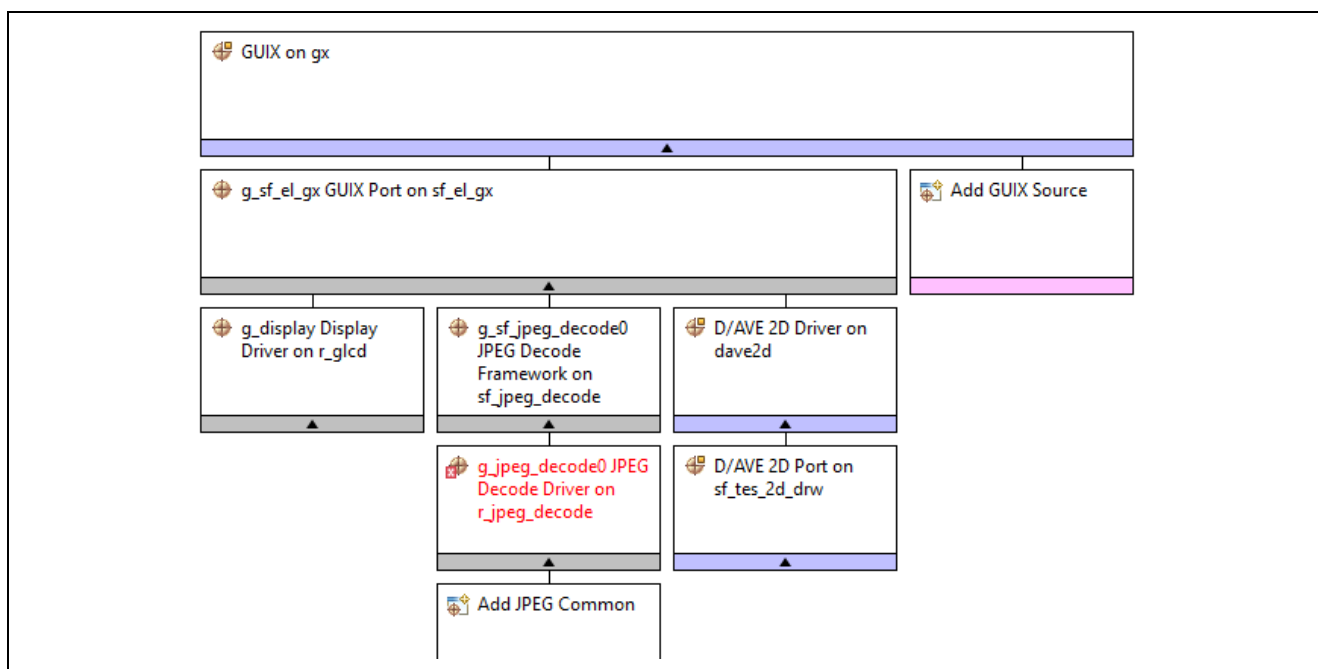 GUIX on gx
g_sf_el_gx GUIX Port on sf_el_gx
Add GUIX Source
g_display Display
Driver on r_glcd
g_sf_jpeg_decode0
JPEG Decode
Framework on
sf_jpeg_decode
D/AVE 2D Driver on
dave2d
g_jpeg_decode0 JPEG
Decode Driver on
r_jpeg_decode
D/AVE 2D Port on
sf_tes_2d_drw
Add JPEG Common